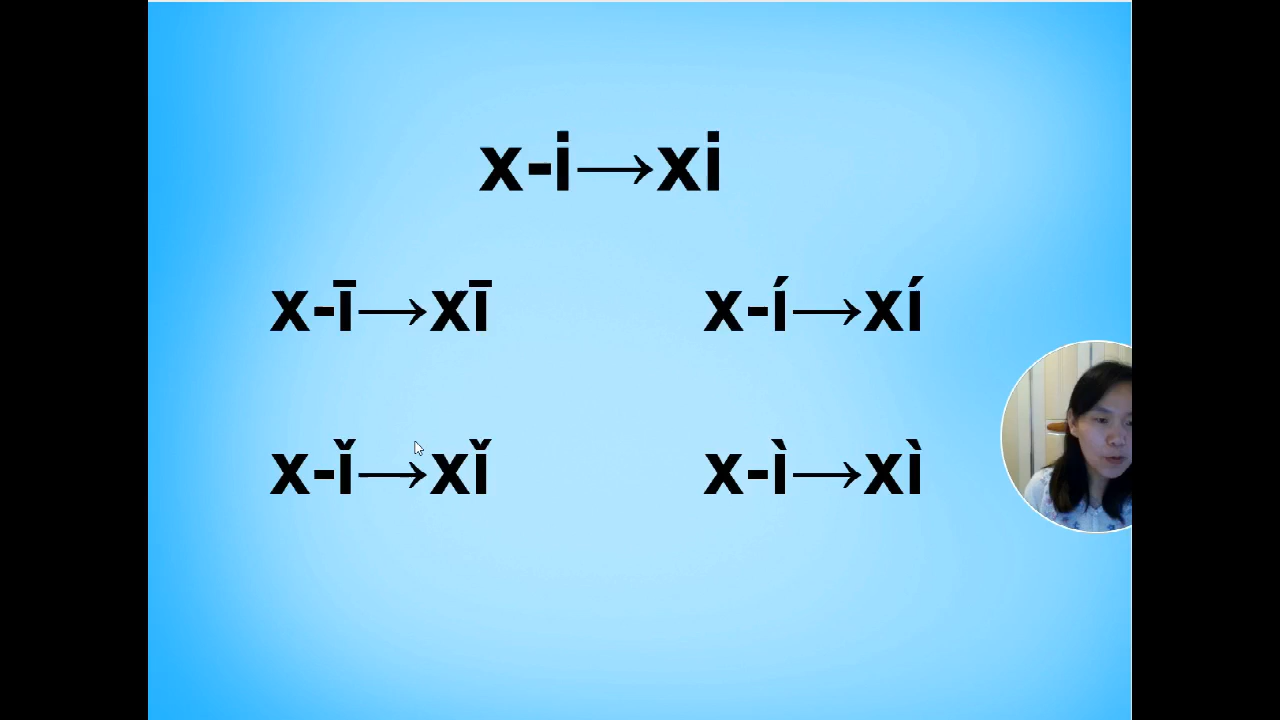 x-i→xi
x-ī→xī x-í→xí
x-ǐ→xǐ x-ì→xì